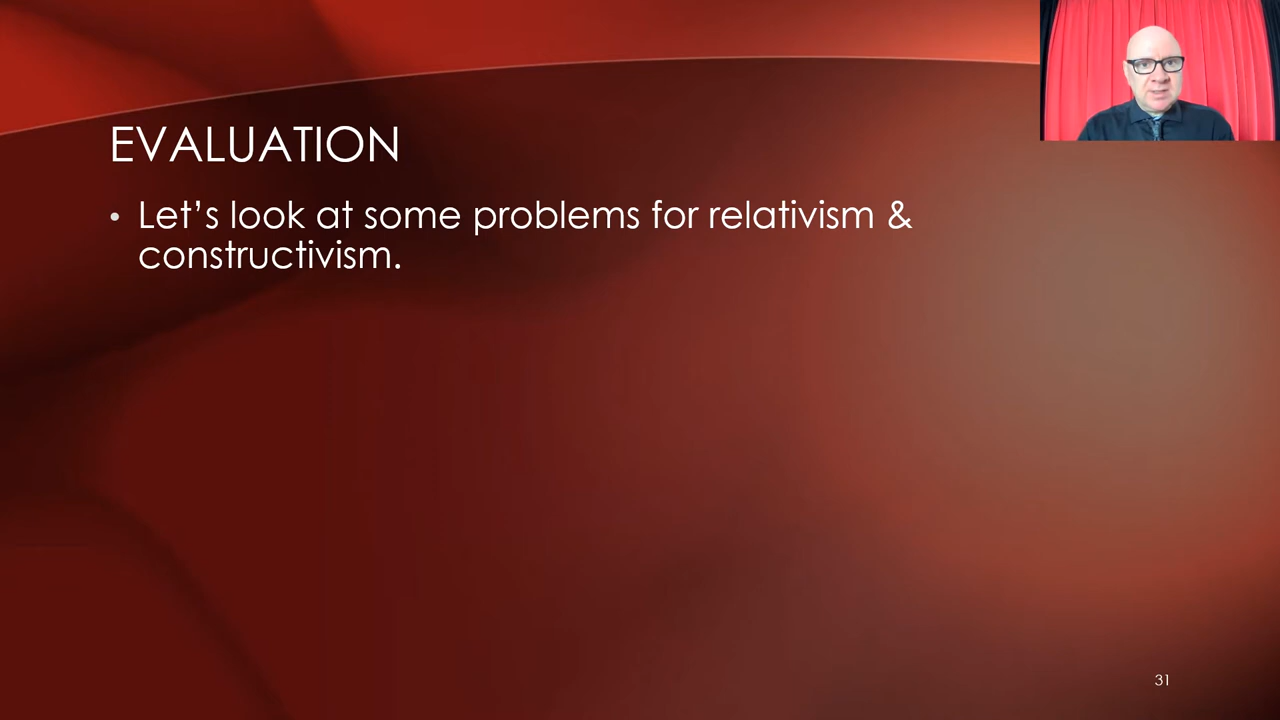 EVALUATION
• Let’s look at some problems for relativism &
constructivism.
31